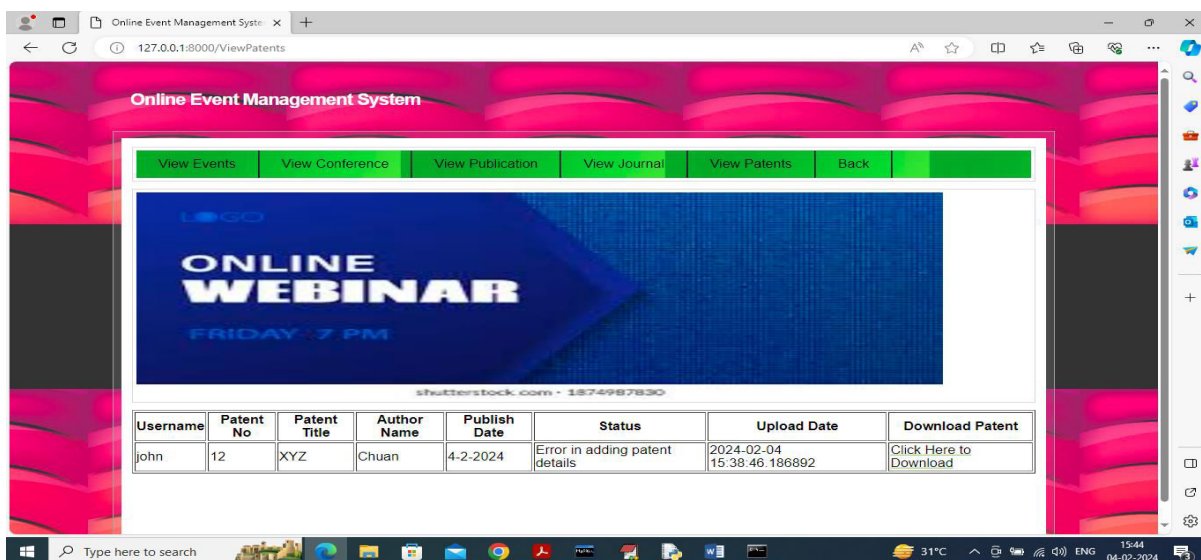 Online Event Management Syste
127.0.0.1:8000/ViewPatents
Online Event Management System
View Events View Conference View Publication View Journal View Patents Back
LOGO
ONLINE
WEBINAR
FRIDAY 7 PM
shutterstock.com · 1874987830
Username Patent No Patent Title Author Name Publish Date Status Upload Date Download Patent
john 12 XYZ Chuan 4-2-2024 Error in adding patent details 2024-02-04 15:38:46.186892 Click Here to Download
Type here to search
31°C ENG 15:44
04-02-2024